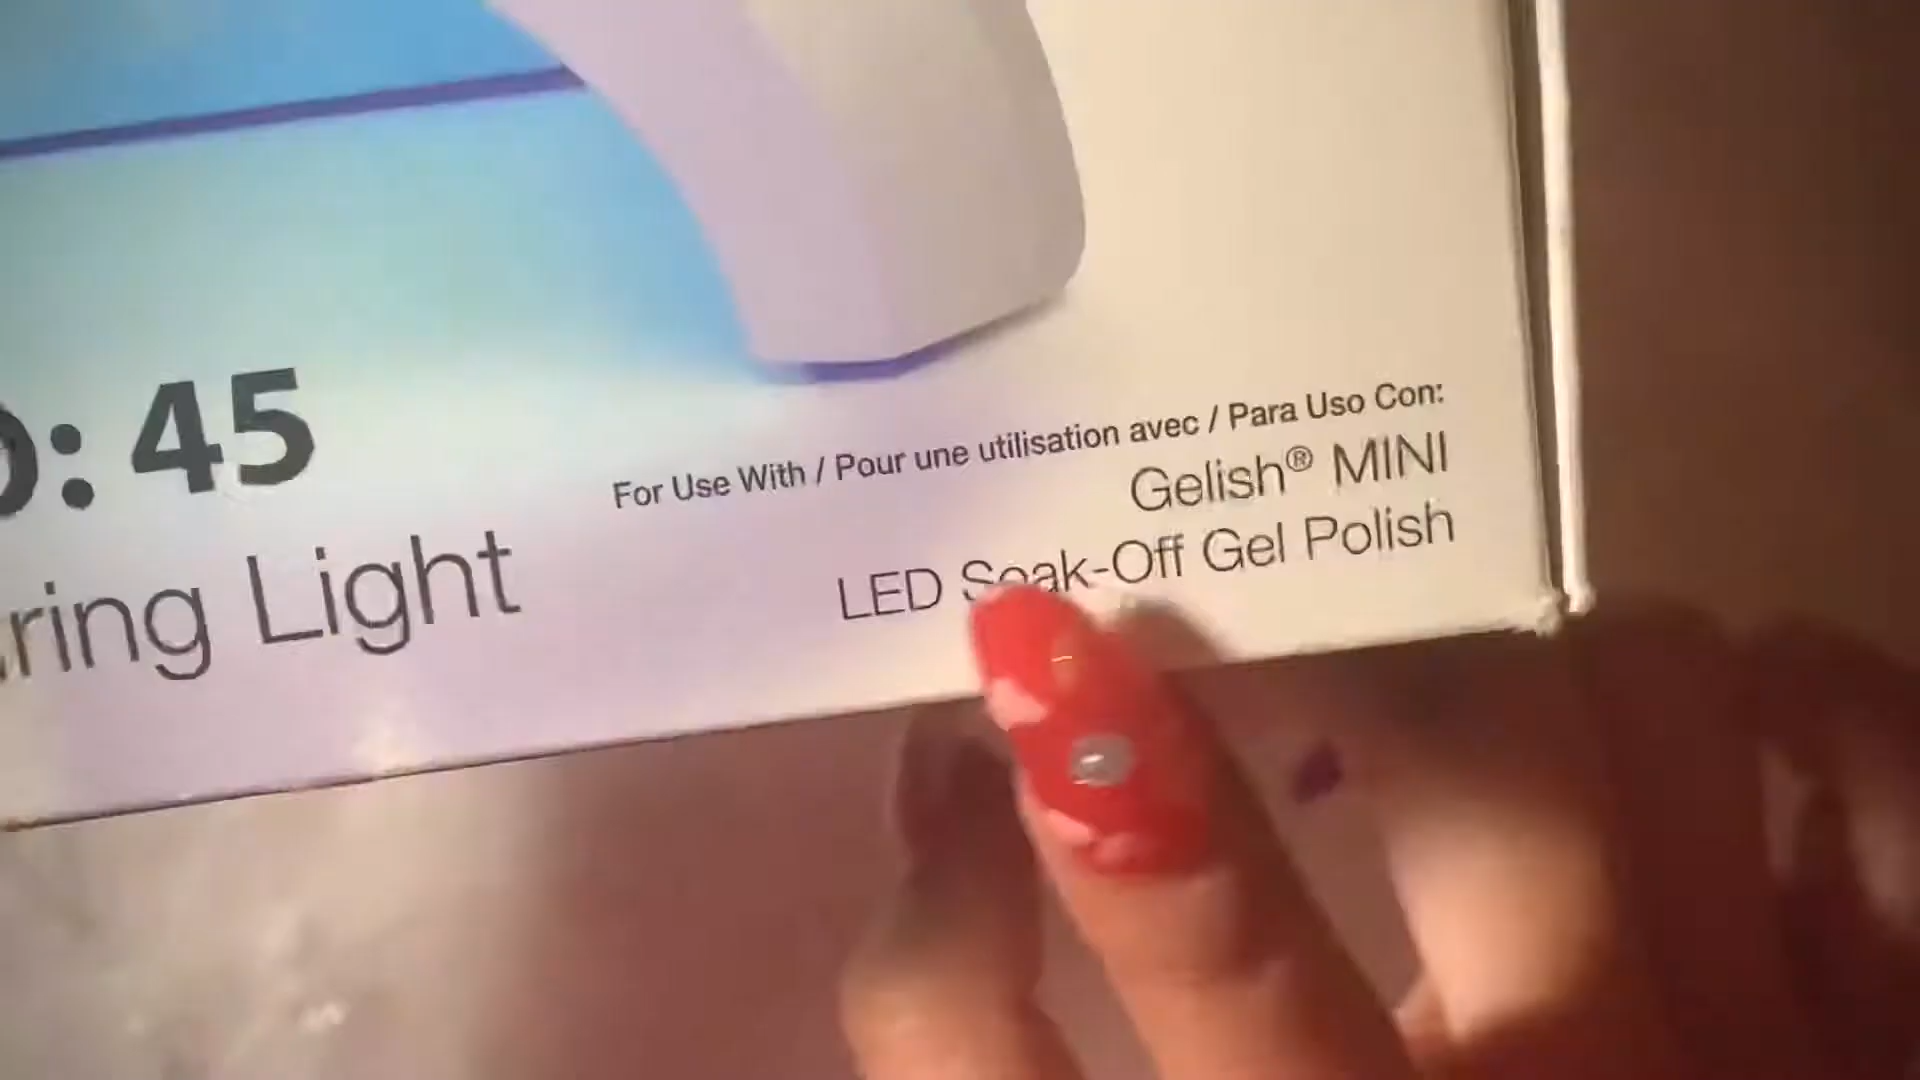 : 45
Light
For Use With / Pour une utilisation avec / Para Uso Con:
Gelish® MINI
LED Soak-Off Gel Polish